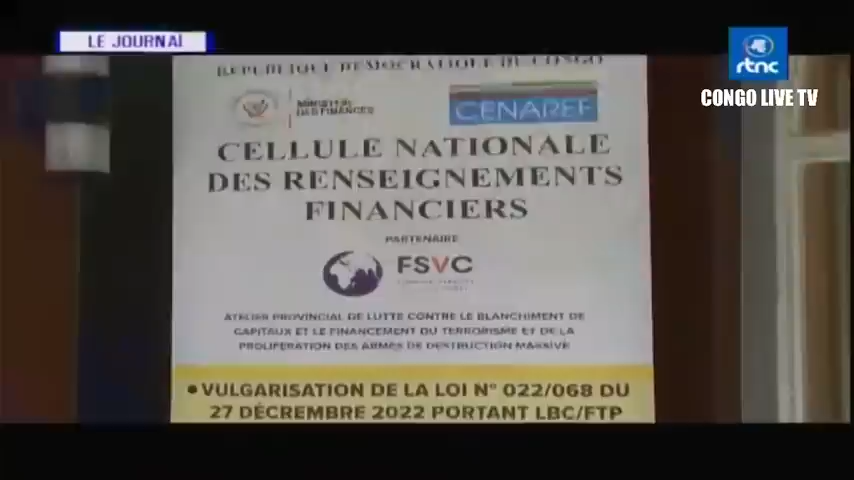 LE JOURNAL
rtnc
CONGO LIVE TV
REPUBLIQUE DEMOCRATIQUE DU CONGO
MINISTERE
DES FINANCES
CENAREF
CELLULE NATIONALE
DES RENSEIGNEMENTS
FINANCIERS
PARTENAIRE
FSVC
ATELIER PROVINCIAL DE LUTTE CONTRE LE BLANCHIMENT DE
CAPITAUX ET LE FINANCEMENT DU TERRORISME ET DE LA
PROLIFERATION DES ARMES DE DESTRUCTION MASSIVE
• VULGARISATION DE LA LOI N° 022/068 DU
27 DÉCREMBRE 2022 PORTANT LBC/FTP